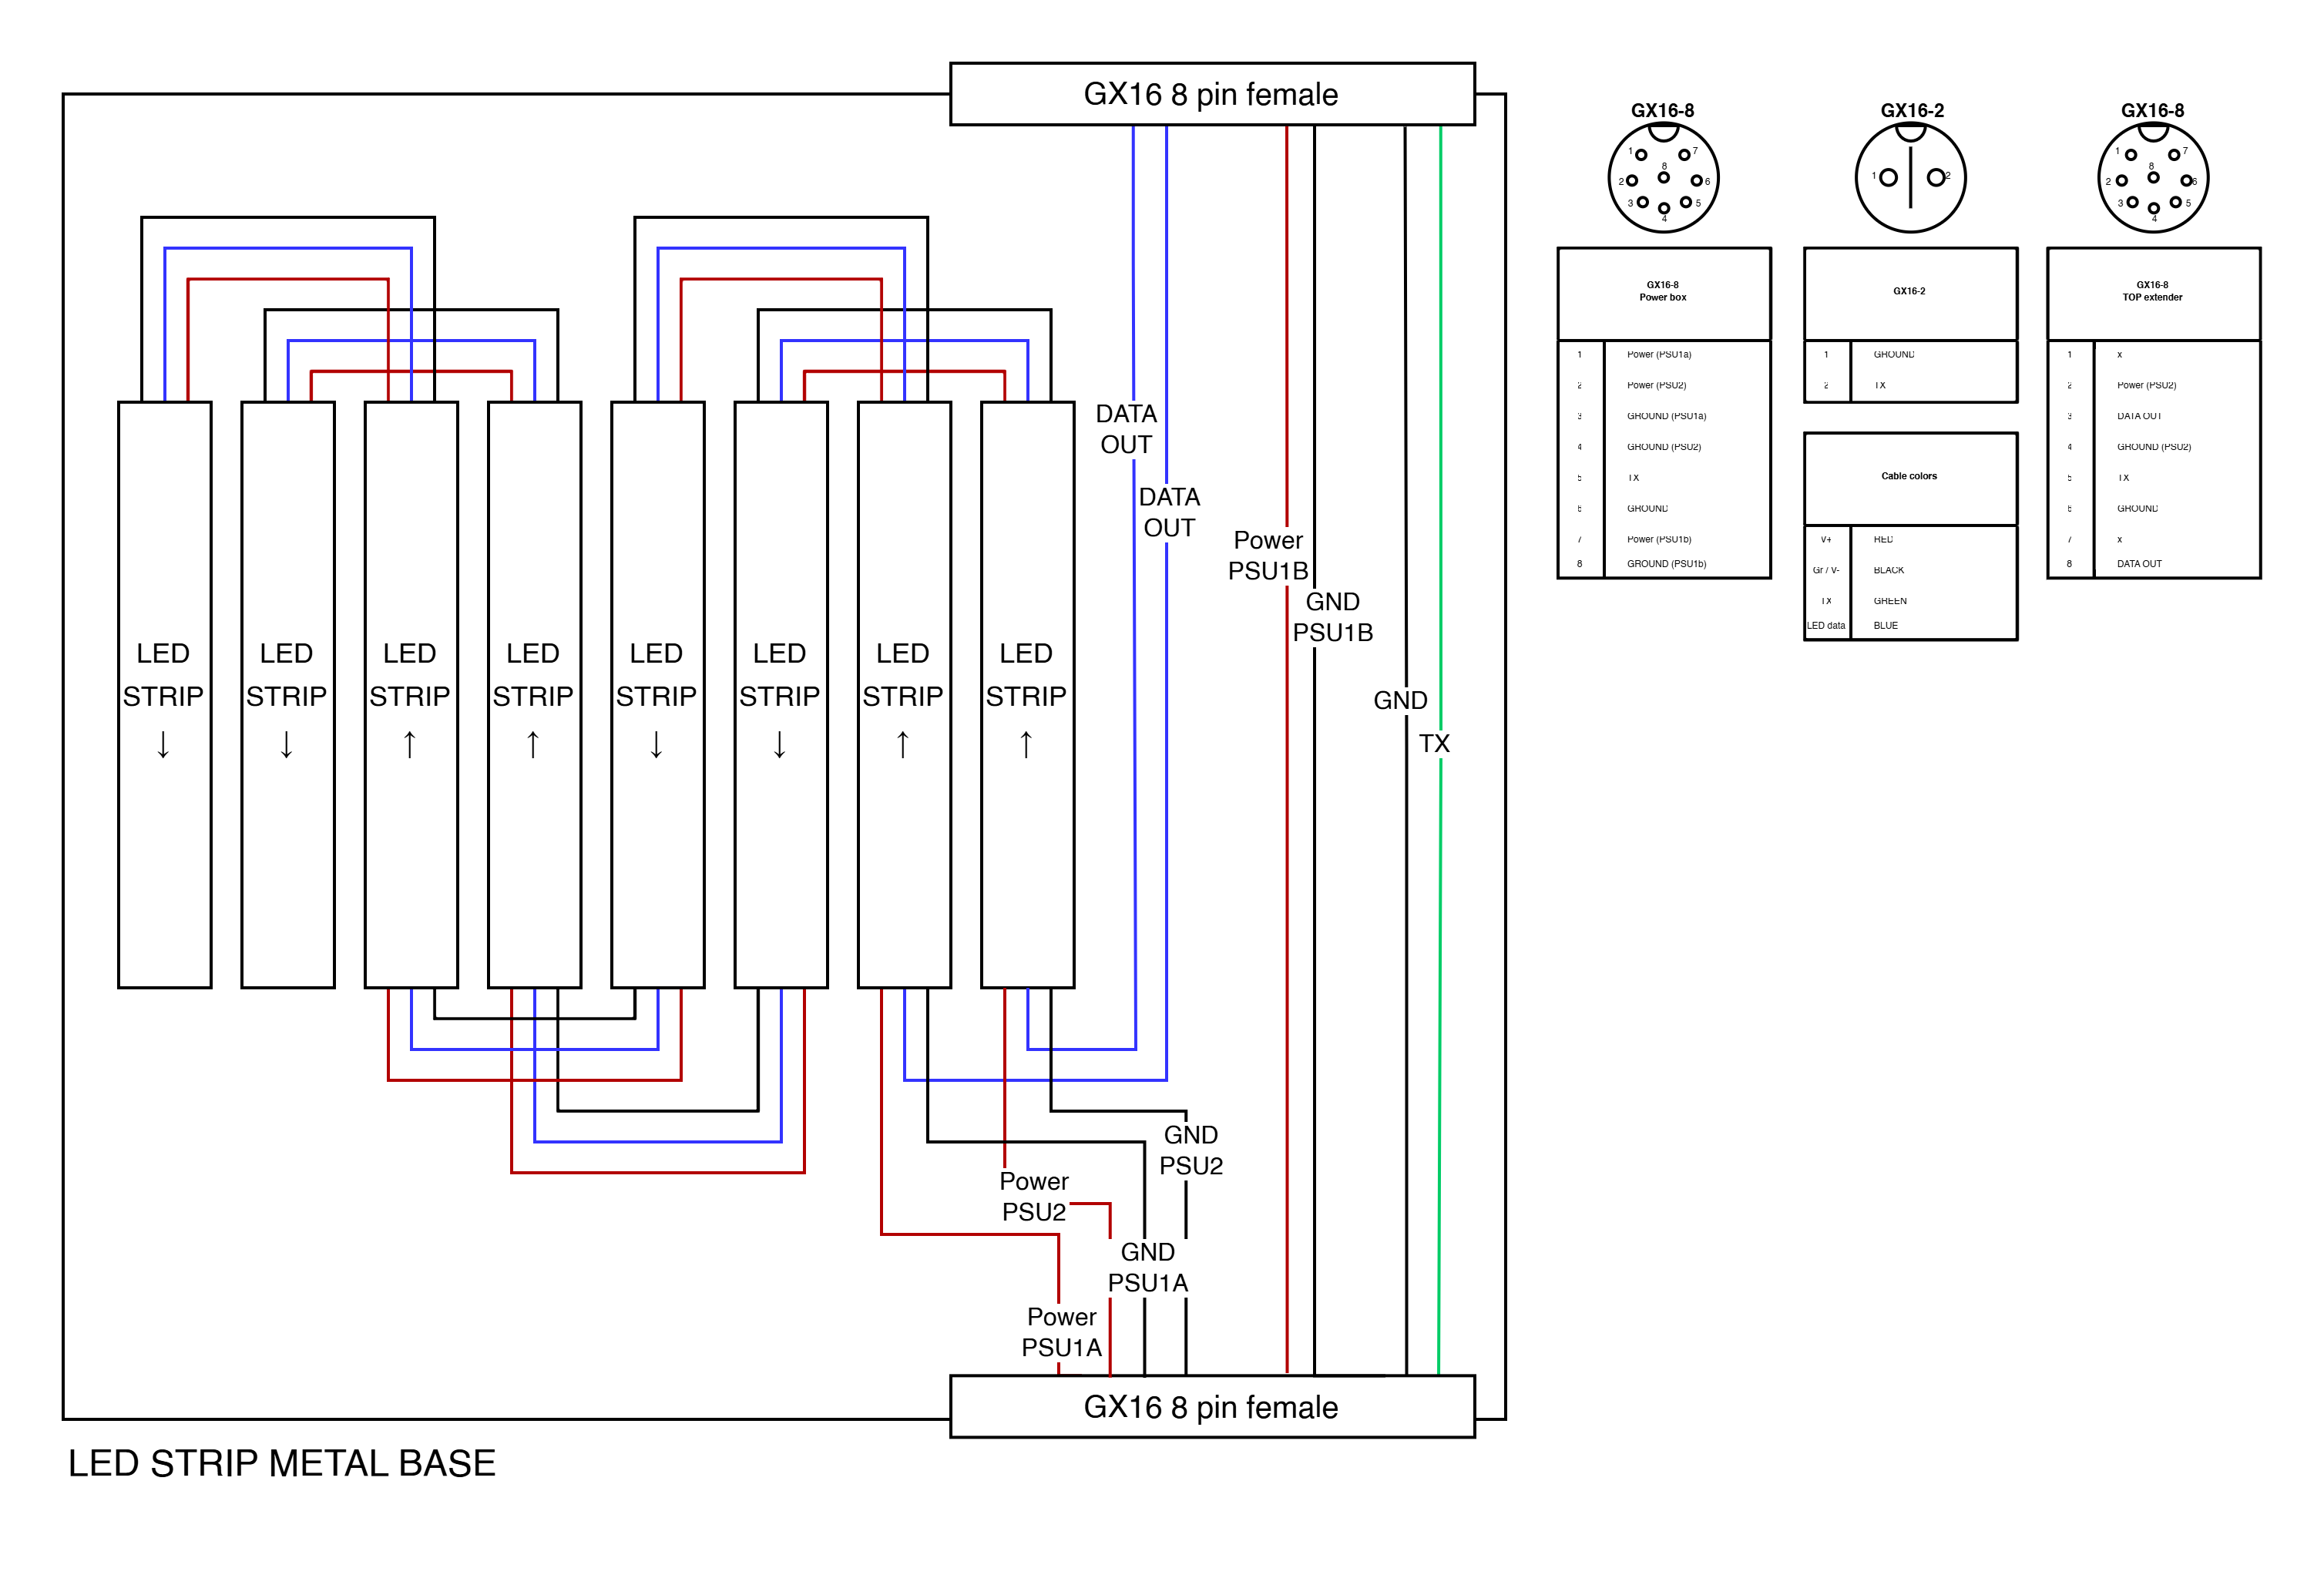 GX16 8 pin female
GX16-8
GX16-2
GX16-8
1
7
8
2
6
3
5
4
1
2
1
7
8
2
6
3
5
4
GX16-8
Power box
1 Power (PSU1a)
2 Power (PSU2)
3 GROUND (PSU1a)
4 GROUND (PSU2)
5 TX
6 GROUND
7 Power (PSU1b)
8 GROUND (PSU1b)
GX16-2
1 GROUND
2 TX
Cable colors
V+ RED
Gr / V- BLACK
TX GREEN
LED data BLUE
GX16-8
TOP extender
1 x
2 Power (PSU2)
3 DATA OUT
4 GROUND (PSU2)
5 TX
6 GROUND
7 x
8 DATA OUT
DATA
OUT
DATA
OUT
Power
PSU1B
GND
PSU1B
GND
TX
LED
STRIP
↓
LED
STRIP
↓
LED
STRIP
↑
LED
STRIP
↑
LED
STRIP
↓
LED
STRIP
↓
LED
STRIP
↑
LED
STRIP
↑
GND
PSU2
Power
PSU2
GND
PSU1A
Power
PSU1A
GX16 8 pin female
LED STRIP METAL BASE